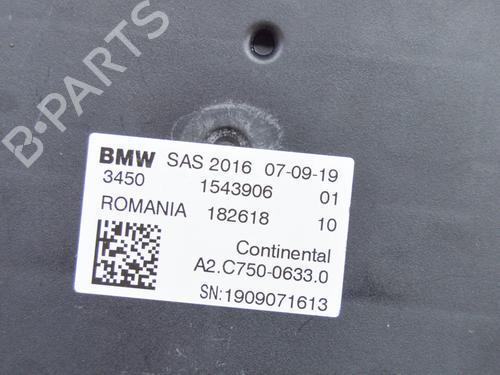 B-PARTS
BMW SAS 2016 07-09-19
3450 1543906 01
ROMANIA 182618 10
Continental
A2.C750-0633.0
SN:1909071613